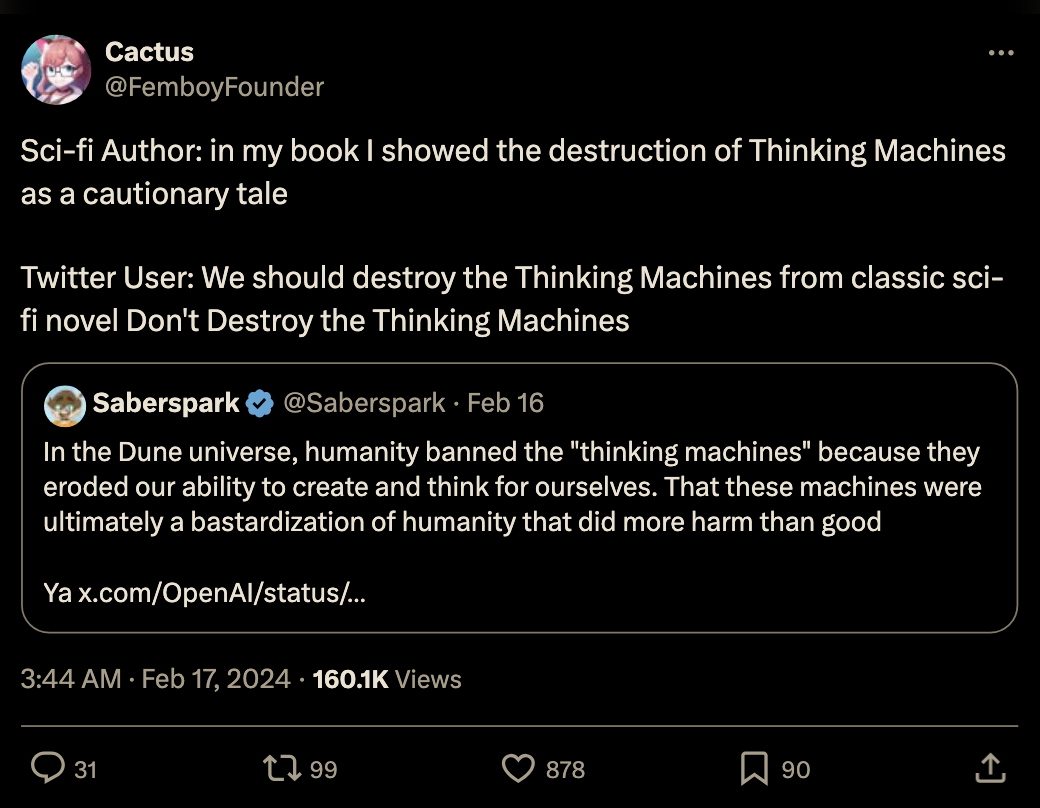 Cactus
@FemboyFounder
Sci-fi Author: in my book I showed the destruction of Thinking Machines
as a cautionary tale
Twitter User: We should destroy the Thinking Machines from classic sci-
fi novel Don't Destroy the Thinking Machines
Saberspark @Saberspark · Feb 16
In the Dune universe, humanity banned the "thinking machines" because they
eroded our ability to create and think for ourselves. That these machines were
ultimately a bastardization of humanity that did more harm than good
Ya x.com/OpenAI/status/...
3:44 AM · Feb 17, 2024 · 160.1K Views
31 99 878 90